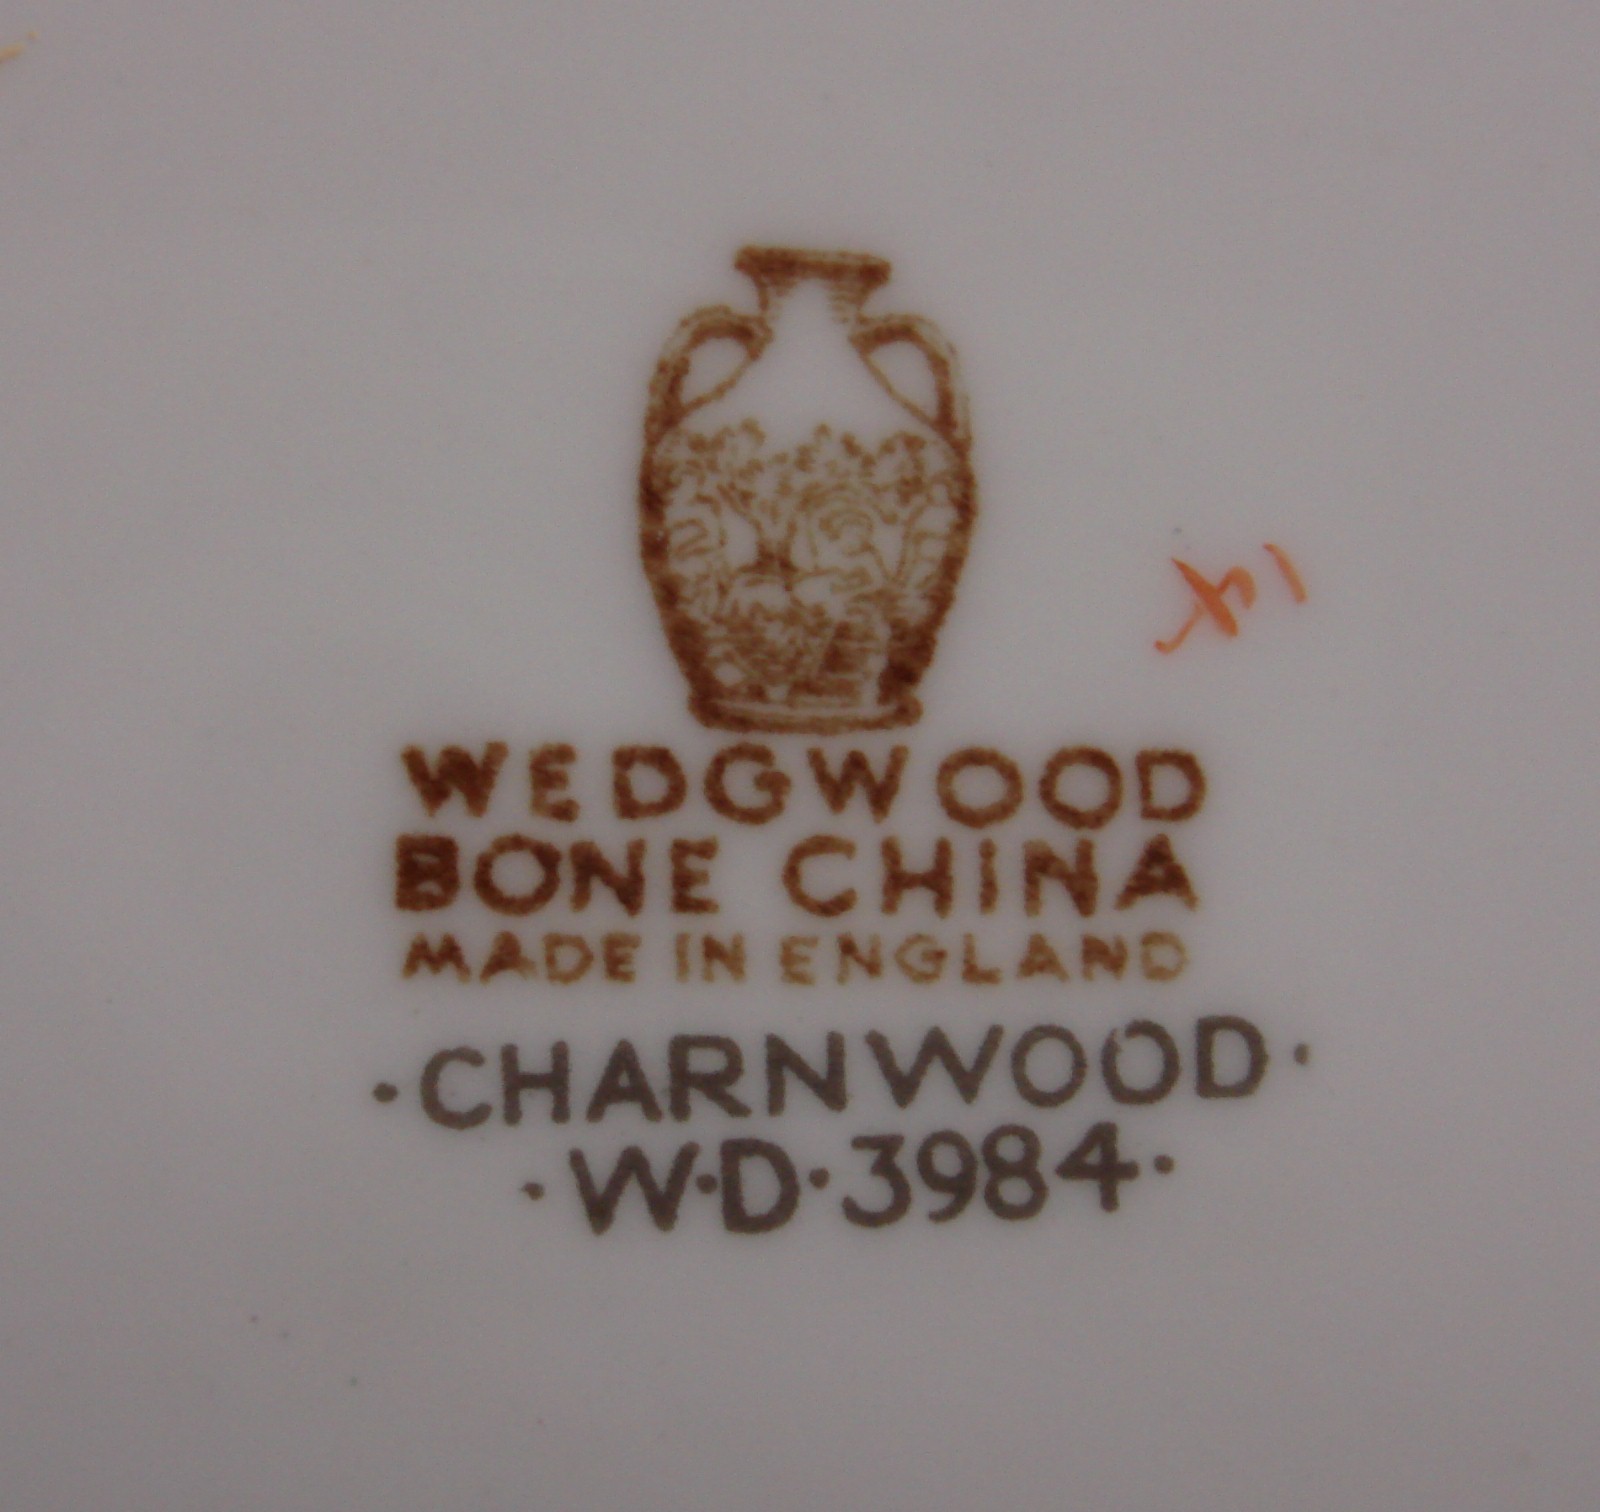 WEDGWOOD
BONE CHINA
MADE IN ENGLAND
·CHARNWOOD·
·W·D·3984·